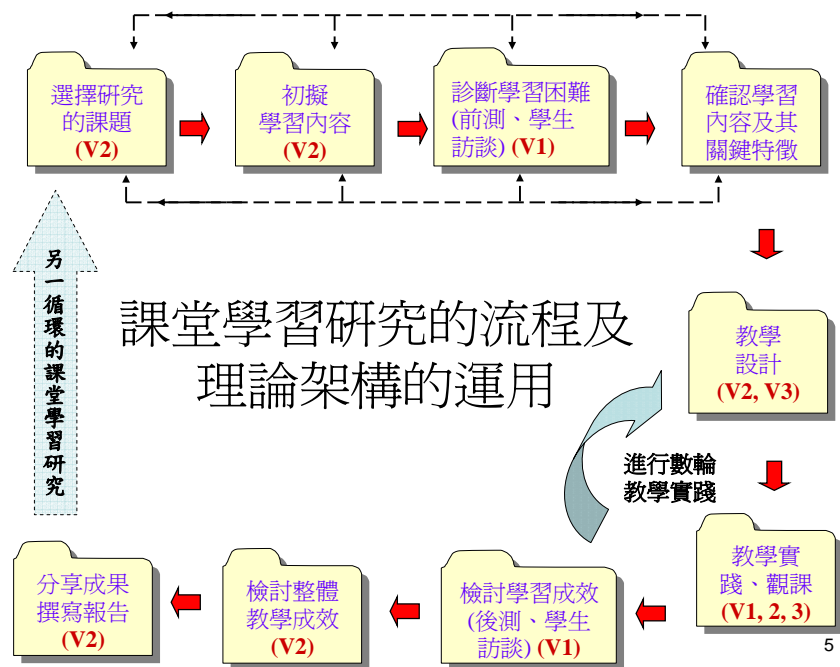 選擇研究
的課題
(V2)
初擬
學習內容
(V2)
診斷學習困難
(前測、學生
訪談) (V1)
確認學習
內容及其
關鍵特徵
另一循環的課堂學習研究
課堂學習研究的流程及
理論架構的運用
教學
設計
(V2, V3)
進行數輪
教學實踐
教學實
踐、觀課
(V1, 2, 3)
檢討學習成效
(後測、學生
訪談) (V1)
檢討整體
教學成效
(V2)
分享成果
撰寫報告
(V2)
5